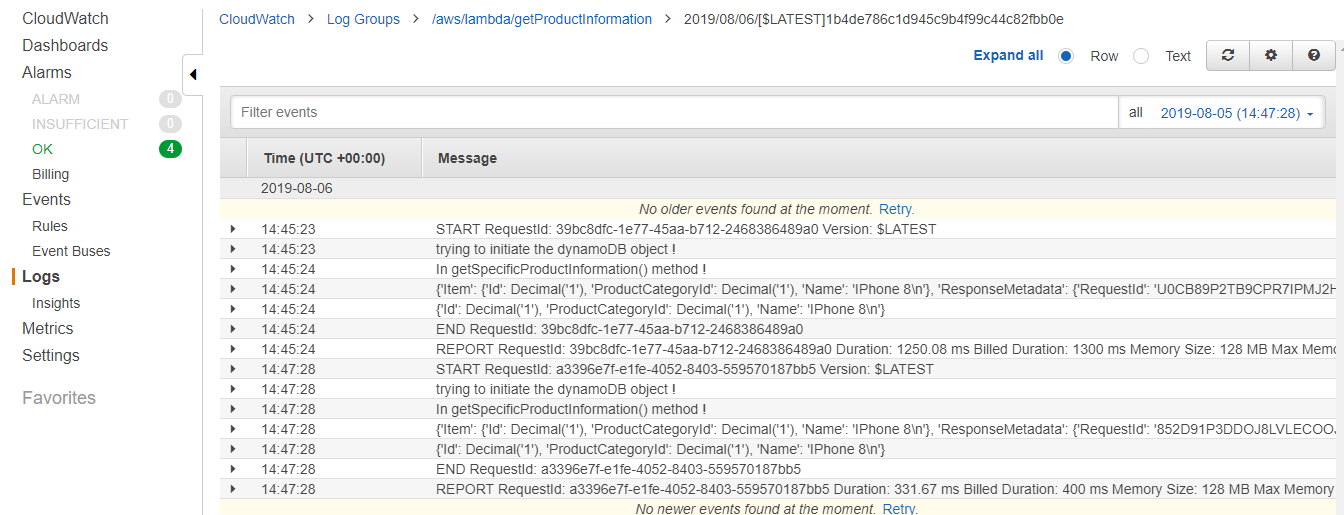 CloudWatch
Dashboards
Alarms
ALARM 0
INSUFFICIENT 0
OK 4
Billing
Events
Rules
Event Buses
Logs
Insights
Metrics
Settings
Favorites
CloudWatch Log Groups /aws/lambda/getProductInformation 2019/08/06/[$LATEST]1b4de786c1d945c9b4f99c44c82fbb0e
Expand all Row Text
Filter events all 2019-08-05 (14:47:28)
Time (UTC +00:00) Message
2019-08-06
No older events found at the moment. Retry.
14:45:23 START RequestId: 39bc8dfc-1e77-45aa-b712-2468386489a0 Version: $LATEST
14:45:23 trying to initiate the dynamoDB object !
14:45:24 In getSpecificProductInformation() method !
14:45:24 {'Item': {'Id': Decimal('1'), 'ProductCategoryId': Decimal('1'), 'Name': 'IPhone 8\n'}, 'ResponseMetadata': {'RequestId': 'U0CB89P2TB9CPR7IPMJ2H
14:45:24 {'Id': Decimal('1'), 'ProductCategoryId': Decimal('1'), 'Name': 'IPhone 8\n'}
14:45:24 END RequestId: 39bc8dfc-1e77-45aa-b712-2468386489a0
14:45:24 REPORT RequestId: 39bc8dfc-1e77-45aa-b712-2468386489a0 Duration: 1250.08 ms Billed Duration: 1300 ms Memory Size: 128 MB Max Memor
14:47:28 START RequestId: a3396e7f-e1fe-4052-8403-559570187bb5 Version: $LATEST
14:47:28 trying to initiate the dynamoDB object !
14:47:28 In getSpecificProductInformation() method !
14:47:28 {'Item': {'Id': Decimal('1'), 'ProductCategoryId': Decimal('1'), 'Name': 'IPhone 8\n'}, 'ResponseMetadata': {'RequestId': '852D91P3DDOJ8LVLECOOJ
14:47:28 {'Id': Decimal('1'), 'ProductCategoryId': Decimal('1'), 'Name': 'IPhone 8\n'}
14:47:28 END RequestId: a3396e7f-e1fe-4052-8403-559570187bb5
14:47:28 REPORT RequestId: a3396e7f-e1fe-4052-8403-559570187bb5 Duration: 331.67 ms Billed Duration: 400 ms Memory Size: 128 MB Max Memory
No newer events found at the moment. Retry.